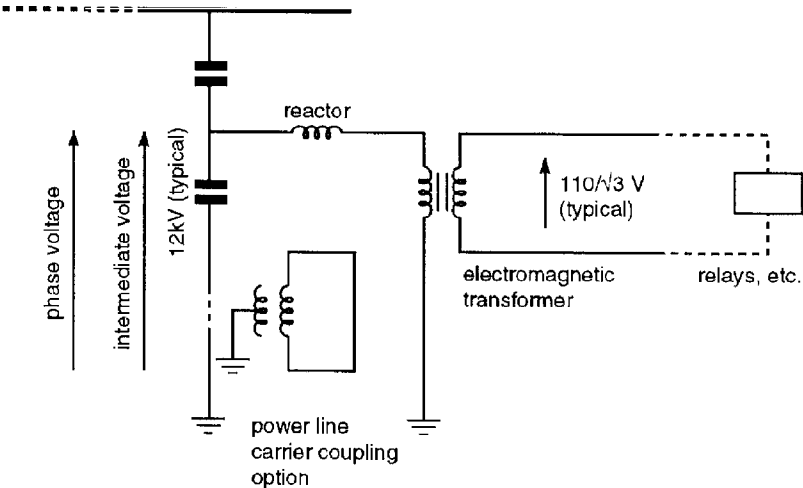 reactor
phase voltage
intermediate voltage
12kV (typical)
110/√3 V
(typical)
electromagnetic
transformer
relays, etc.
power line
carrier coupling
option